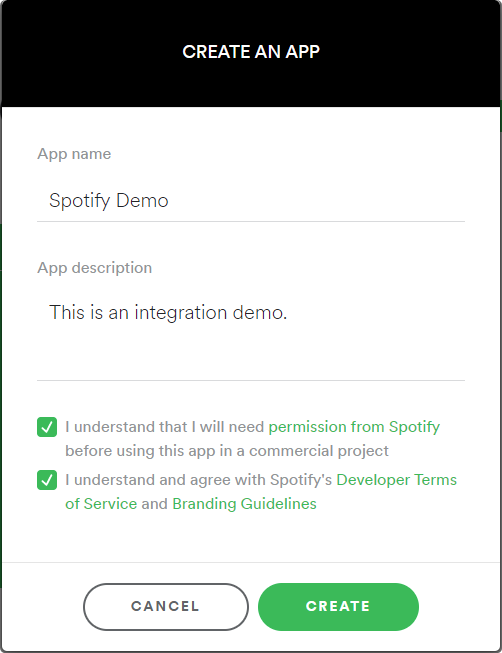 CREATE AN APP
App name
Spotify Demo
App description
This is an integration demo.
I understand that I will need permission from Spotify
before using this app in a commercial project
I understand and agree with Spotify's Developer Terms
of Service and Branding Guidelines
CANCEL
CREATE